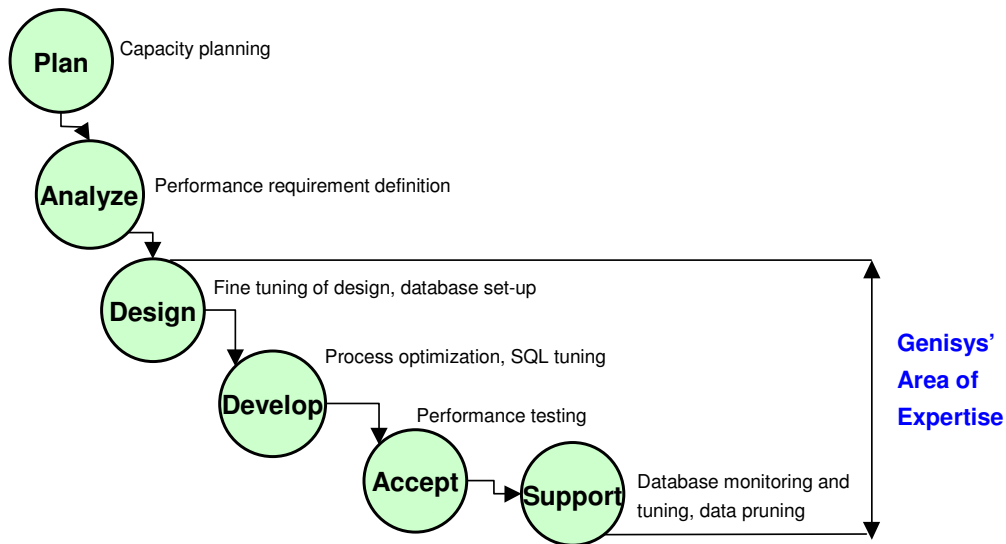 Plan
Capacity planning
Analyze
Performance requirement definition
Design
Fine tuning of design, database set-up
Develop
Process optimization, SQL tuning
Accept
Performance testing
Support
Database monitoring and
tuning, data pruning
Genisys’
Area of
Expertise